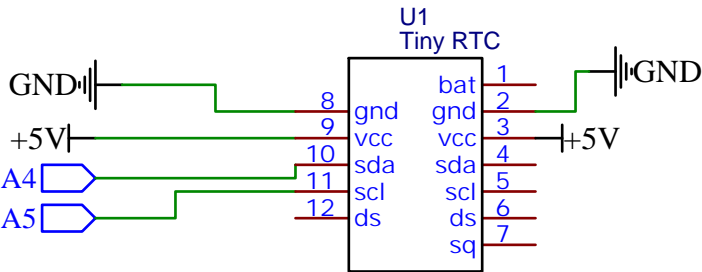 U1
Tiny RTC
GND
GND
+5V
+5V
A4
A5
8 gnd
9 vcc
10 sda
11 scl
12 ds
bat 1
gnd 2
vcc 3
sda 4
scl 5
ds 6
sq 7